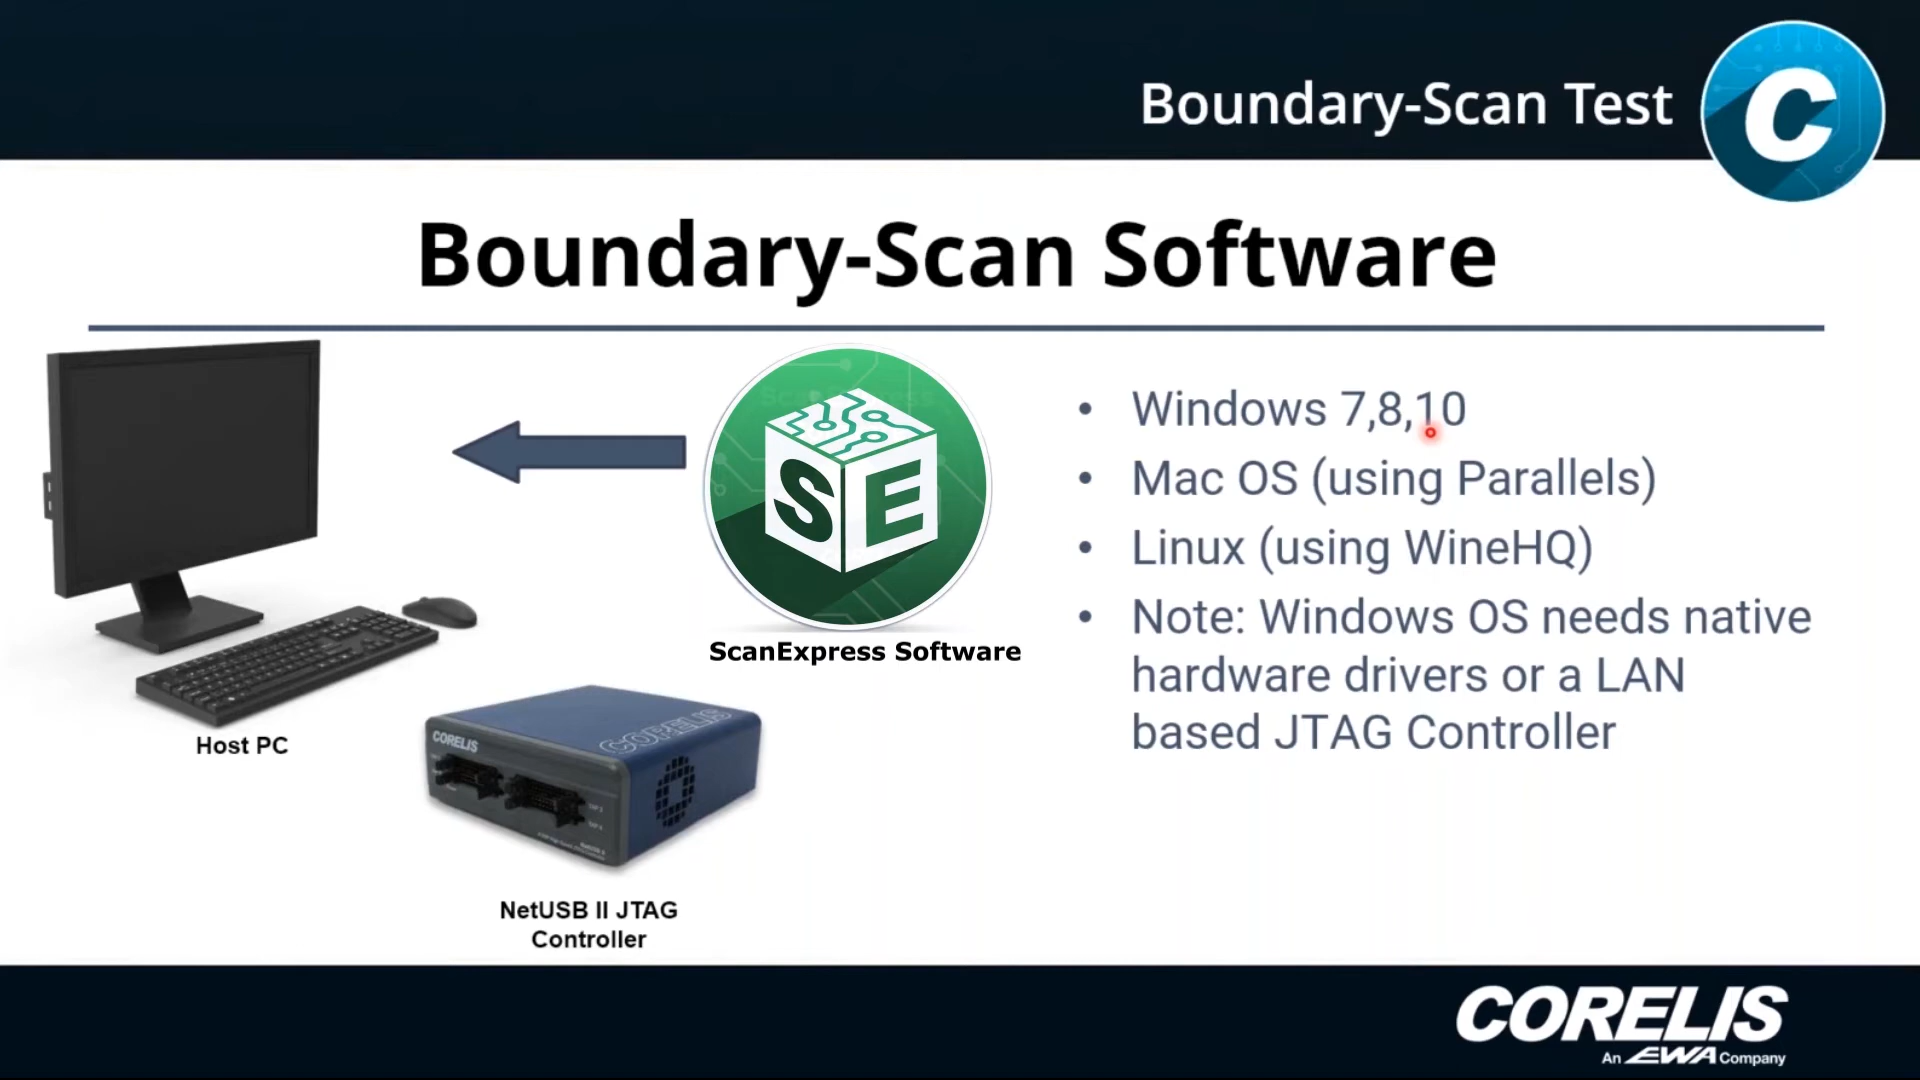 Boundary-Scan Test
C
Boundary-Scan Software
SE
ScanExpress Software
Host PC
CORELIS
CORELIS
NetUSB II JTAG
Controller
• Windows 7,8,10
• Mac OS (using Parallels)
• Linux (using WineHQ)
• Note: Windows OS needs native
hardware drivers or a LAN
based JTAG Controller
CORELIS
An EWA Company